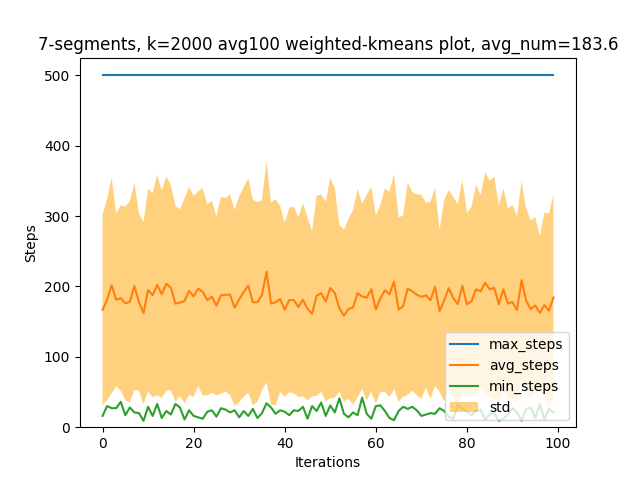 7-segments, k=2000 avg100 weighted-kmeans plot, avg_num=183.6
500
400
300
200
100
0
Steps
max_steps
avg_steps
min_steps
std
0
20
40
60
80
100
Iterations